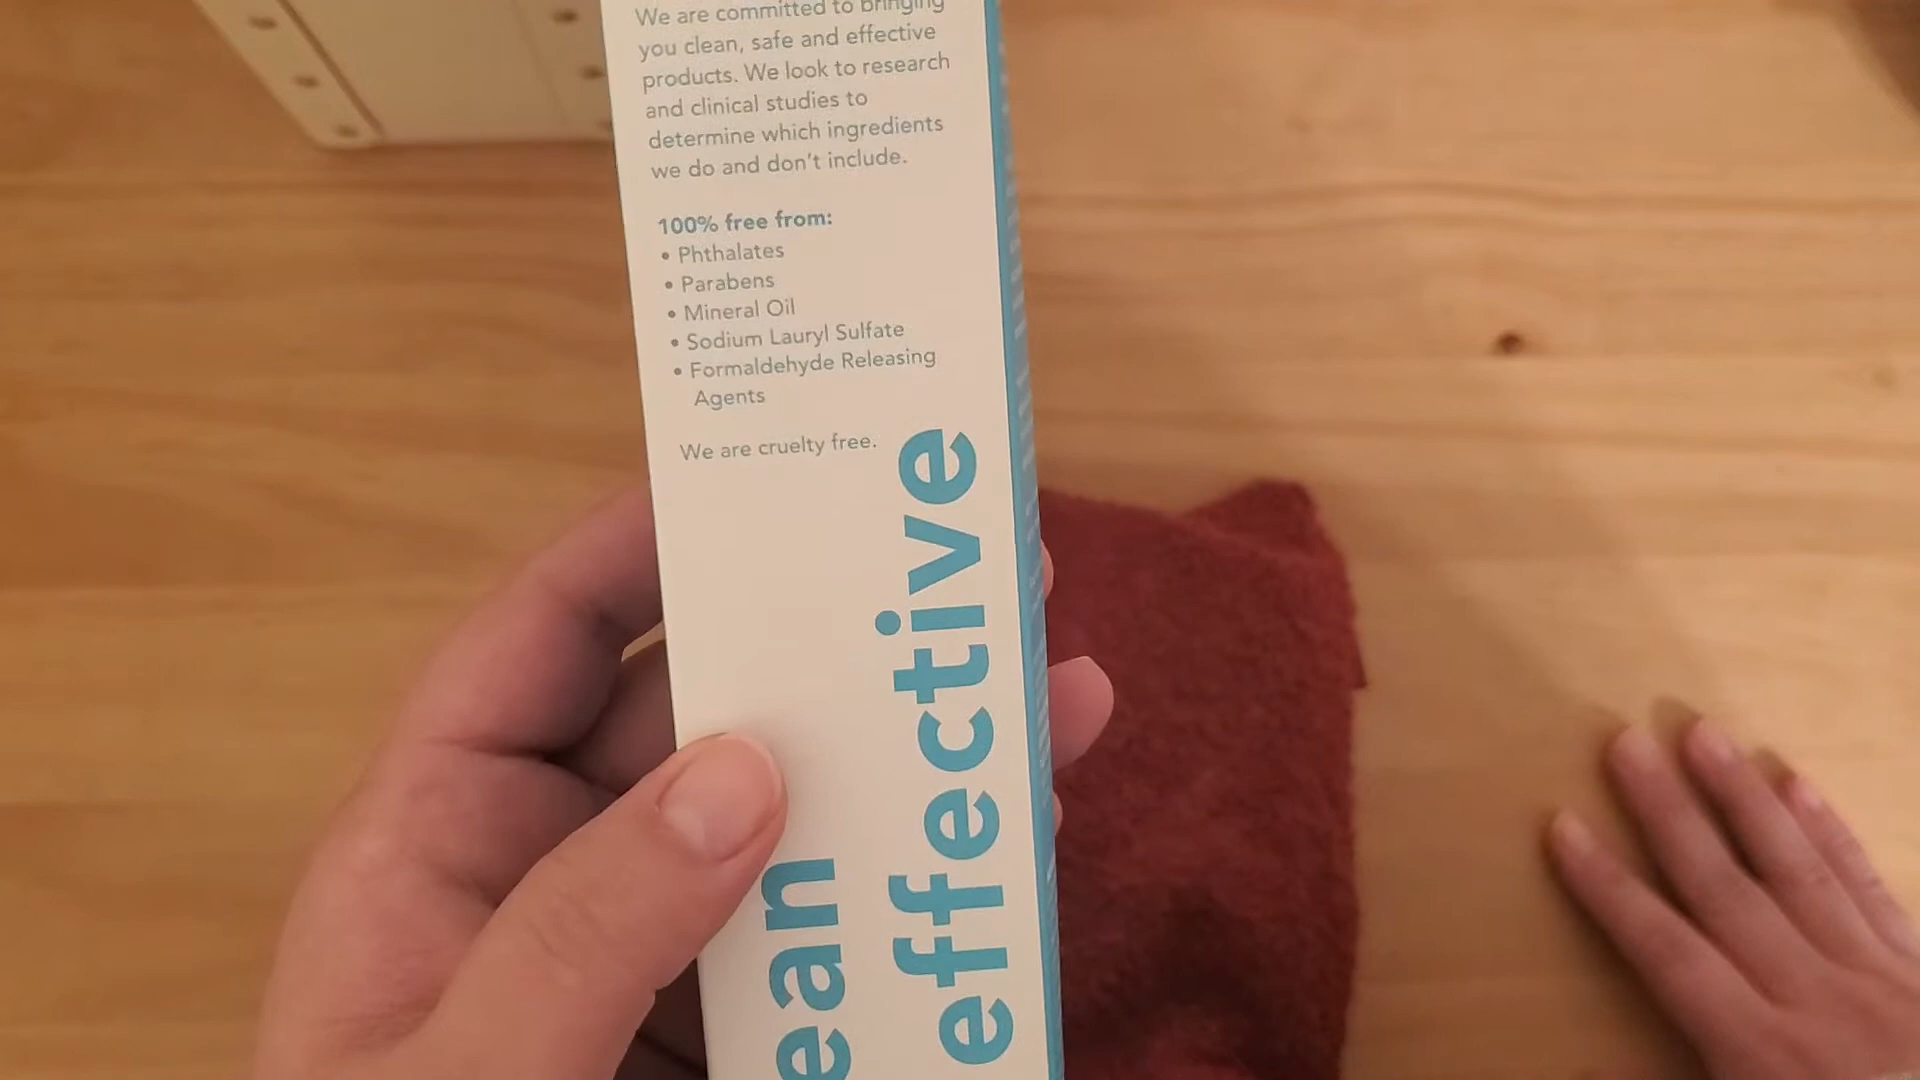 We are committed to bringing
you clean, safe and effective
products. We look to research
and clinical studies to
determine which ingredients
we do and don't include.
100% free from:
• Phthalates
• Parabens
• Mineral Oil
• Sodium Lauryl Sulfate
• Formaldehyde Releasing
Agents
We are cruelty free.
ean
effective